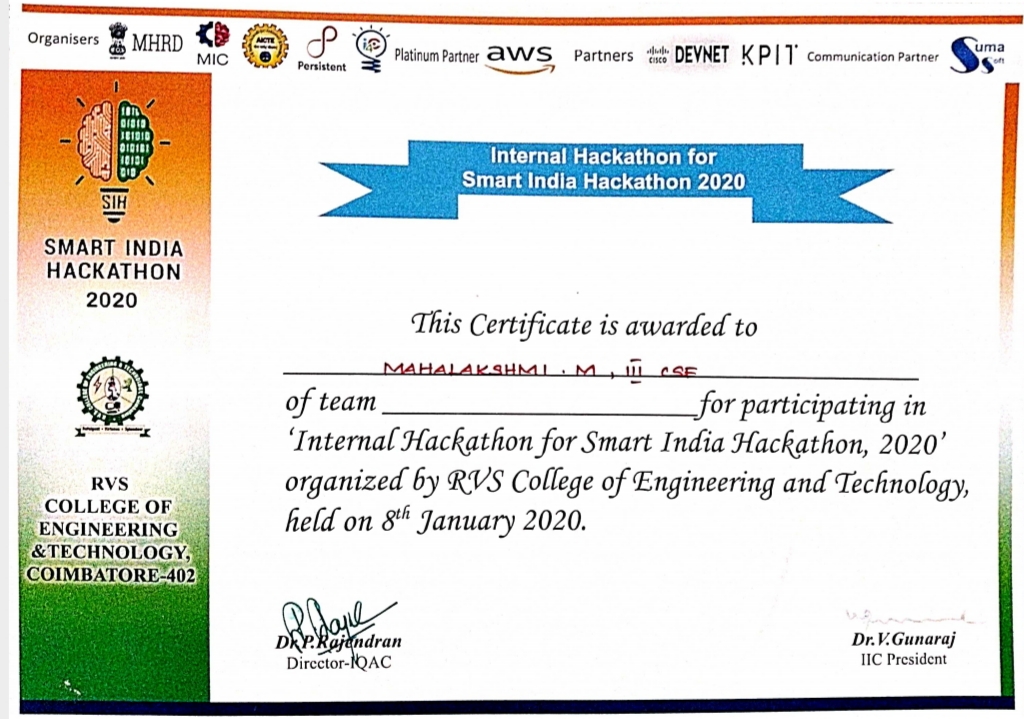 Organisers MHRD MIC AICTE Persistent Platinum Partner aws Partners CISCO DEVNET KPIT Communication Partner Suma Soft
SIH
SMART INDIA
HACKATHON
2020
RVS
COLLEGE OF
ENGINEERING
&TECHNOLOGY,
COIMBATORE-402
Internal Hackathon for
Smart India Hackathon 2020
This Certificate is awarded to
MAHALAKSHMI . M , III CSE
of team ____________________ for participating in
‘Internal Hackathon for Smart India Hackathon, 2020’
organized by RVS College of Engineering and Technology,
held on 8th January 2020.
Dr.P.Rajendran
Director-IQAC
Dr.V.Gunaraj
IIC President